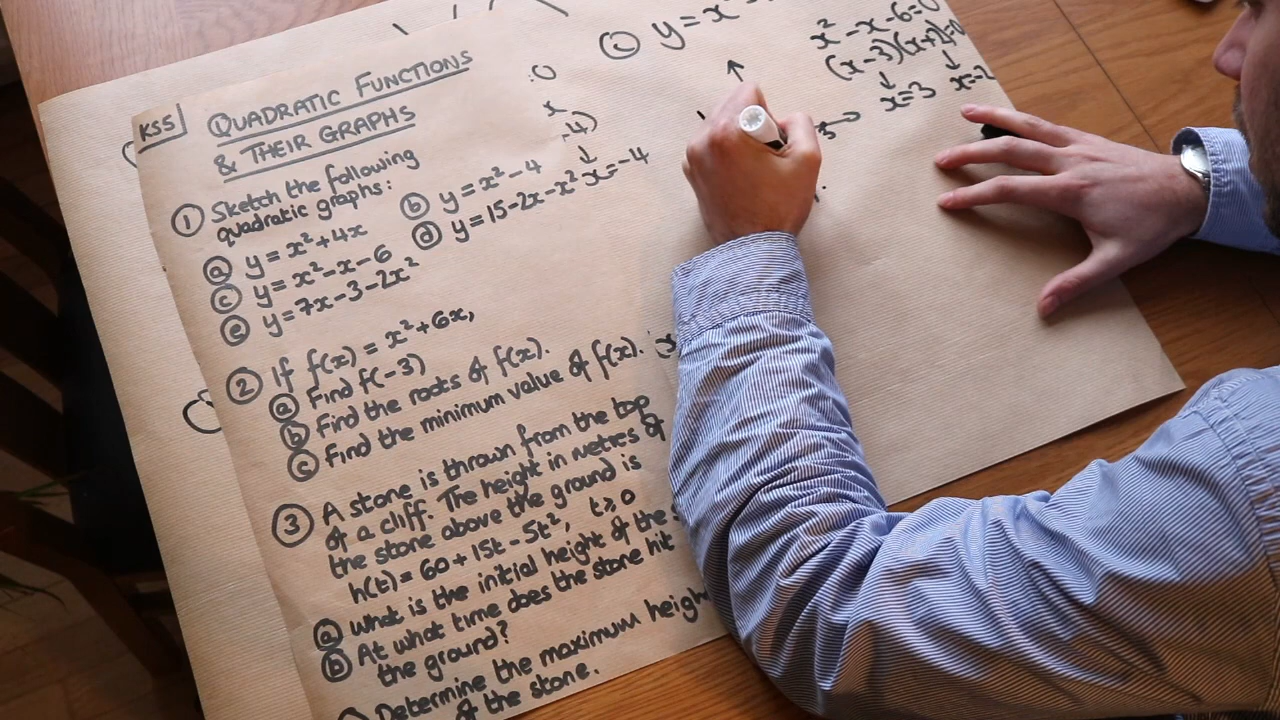 KS5
QUADRATIC FUNCTIONS
& THEIR GRAPHS
① Sketch the following
quadratic graphs:
ⓐ y = x² + 4x
ⓑ y = x² - 4
ⓒ y = x² - x - 6
ⓓ y = 15 - 2x - x²
ⓔ y = 7x - 3 - 2x²
② If f(x) = x² + 6x,
ⓐ Find f(-3)
ⓑ Find the roots of f(x).
ⓒ Find the minimum value of f(x).
③ A stone is thrown from the top
of a cliff. The height in metres of
the stone above the ground is
h(t) = 60 + 15t - 5t², t ≥ 0
ⓐ What is the initial height of the
ⓑ At what time does the stone hit
the ground?
Determine the maximum height
of the stone.
x = -4
ⓒ y = x²
x² - x - 6 = 0
(x - 3)(x + 2) = 0
x = 3 x = -2